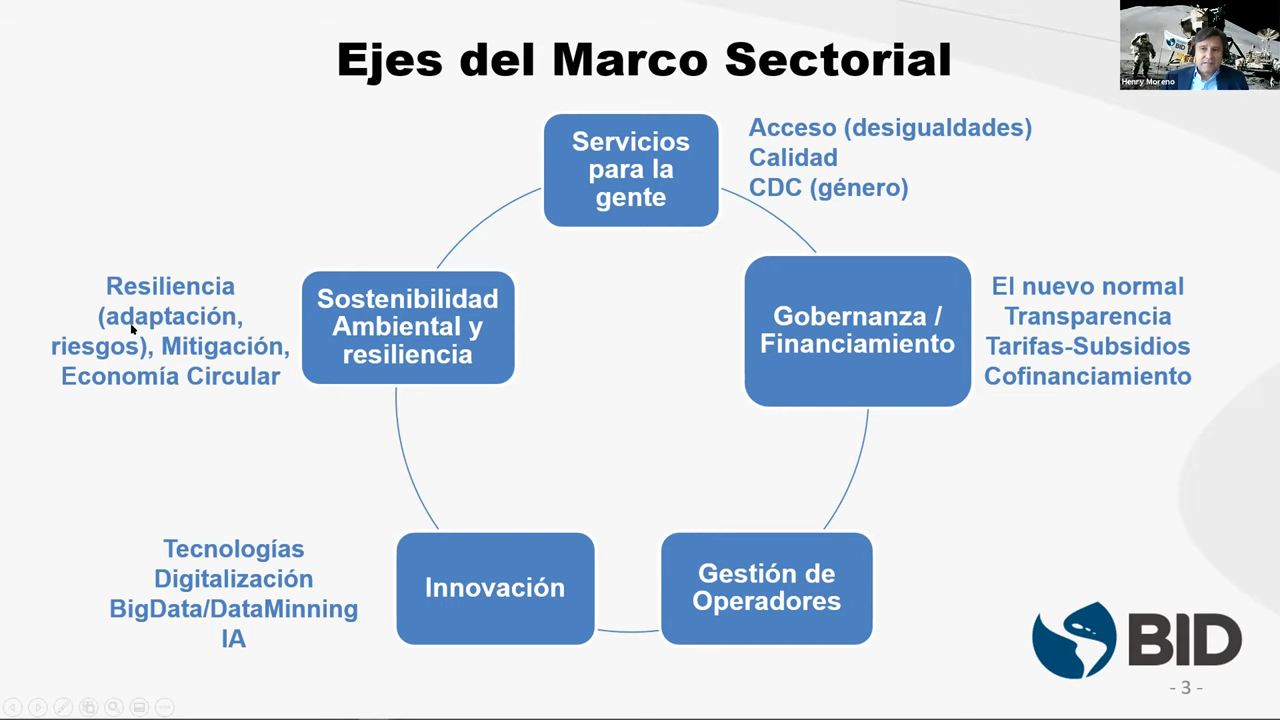 Ejes del Marco Sectorial
BID
Henry Moreno
Servicios
para la
gente
Acceso (desigualdades)
Calidad
CDC (género)
Gobernanza /
Financiamiento
El nuevo normal
Transparencia
Tarifas-Subsidios
Cofinanciamiento
Gestión de
Operadores
Innovación
Tecnologías
Digitalización
BigData/DataMinning
IA
Sostenibilidad
Ambiental y
resiliencia
Resiliencia
(adaptación,
riesgos), Mitigación,
Economía Circular
BID
- 3 -